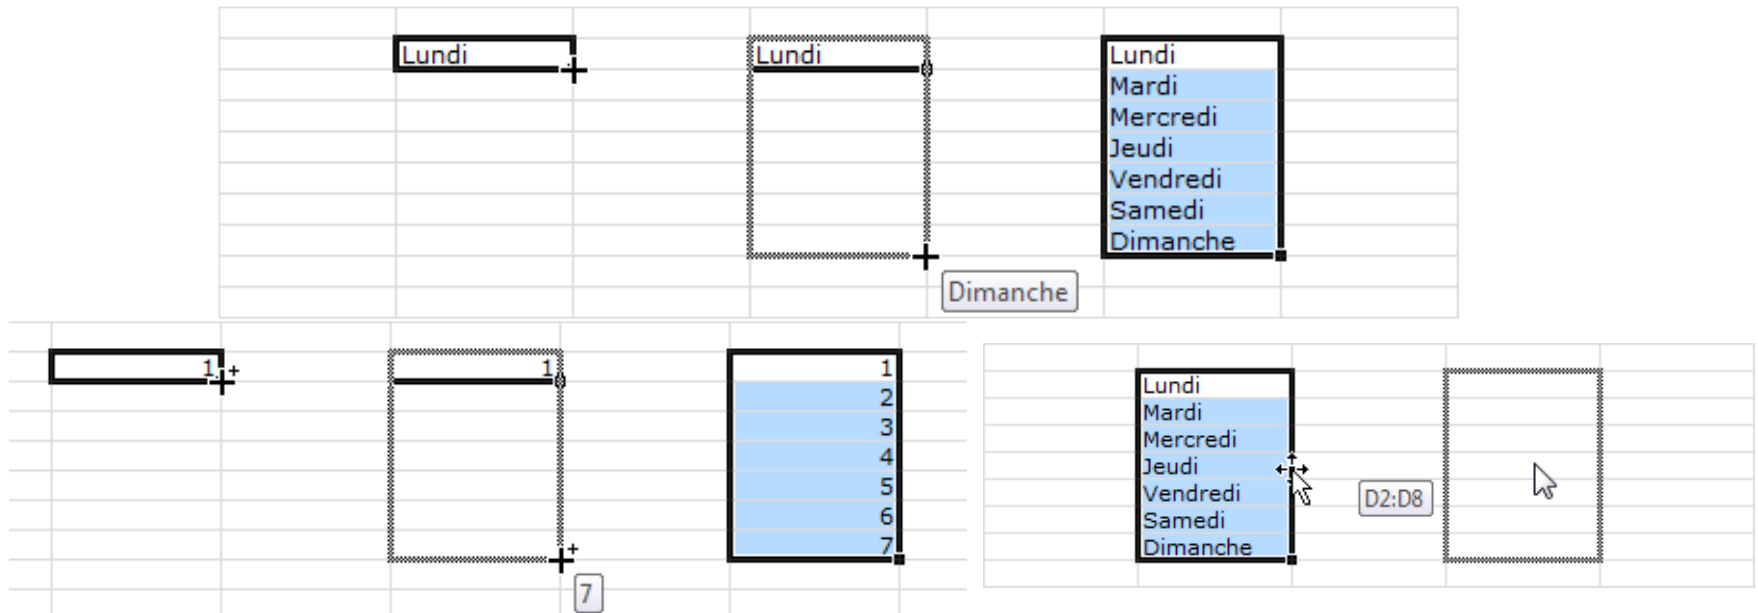 Lundi
Lundi
Lundi
Mardi
Mercredi
Jeudi
Vendredi
Samedi
Dimanche
Dimanche
1
1
1
2
3
4
5
6
7
7
Lundi
Mardi
Mercredi
Jeudi
Vendredi
Samedi
Dimanche
D2:D8